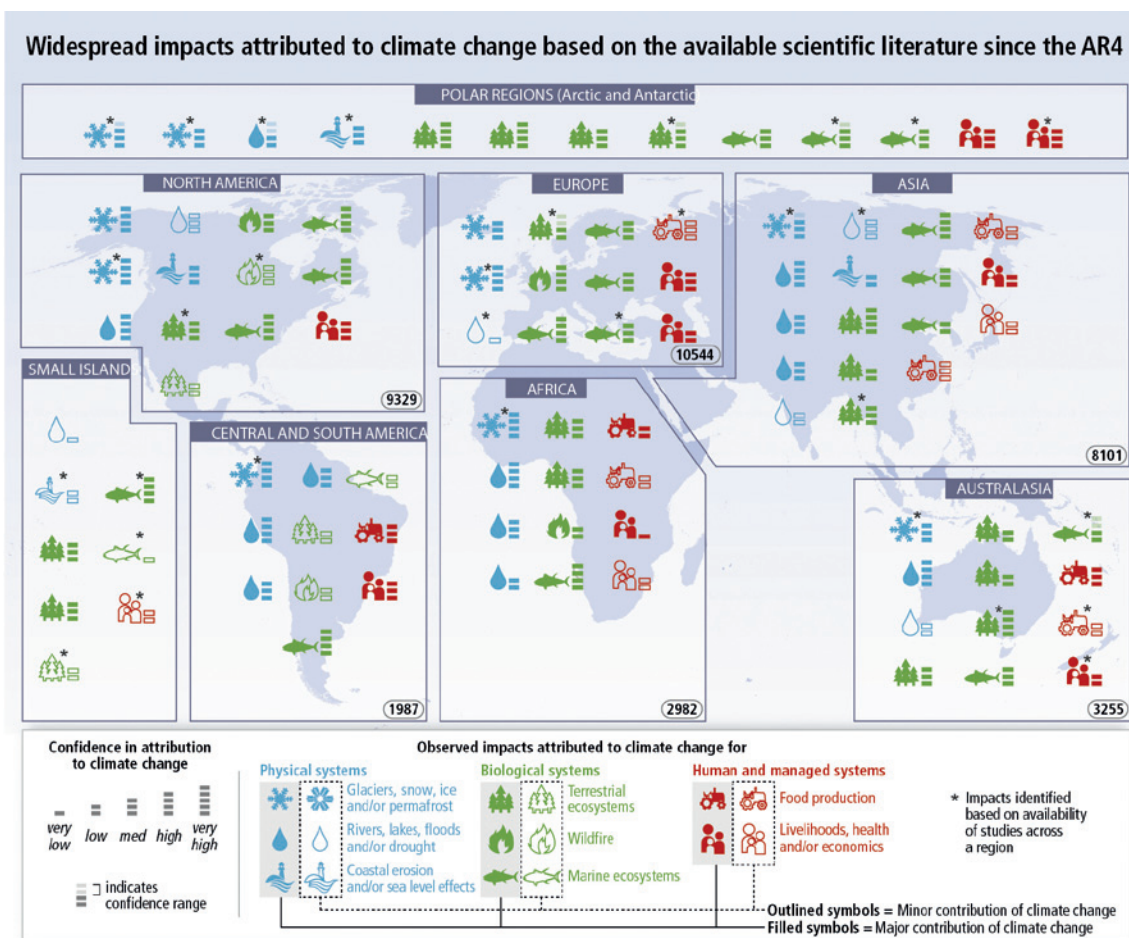 Widespread impacts attributed to climate change based on the available scientific literature since the AR4
POLAR REGIONS (Arctic and Antarctic
NORTH AMERICA
EUROPE
ASIA
10544
SMALL ISLANDS
9329
AFRICA
CENTRAL AND SOUTH AMERICA
8101
AUSTRALASIA
1987
2982
3255
Confidence in attribution
to climate change
very
low
low
med
high
very
high
indicates
confidence range
Observed impacts attributed to climate change for
Physical systems
Glaciers, snow, ice
and/or permafrost
Rivers, lakes, floods
and/or drought
Coastal erosion
and/or sea level effects
Biological systems
Terrestrial
ecosystems
Wildfire
Marine ecosystems
Human and managed systems
Food production
Livelihoods, health
and/or economics
* Impacts identified
based on availability
of studies across
a region
Outlined symbols = Minor contribution of climate change
Filled symbols = Major contribution of climate change